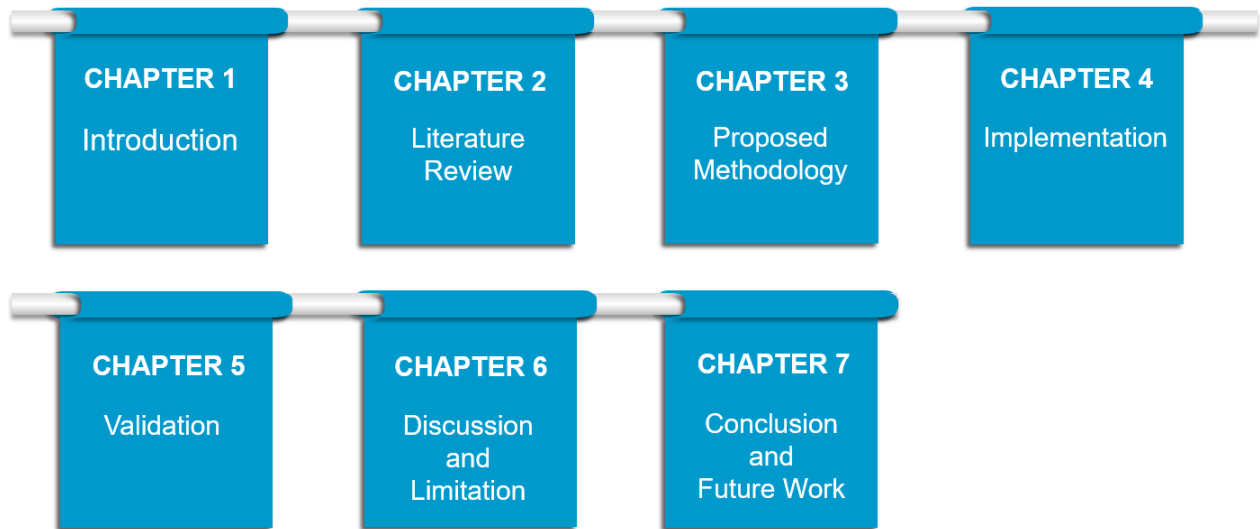 CHAPTER 1
Introduction
CHAPTER 2
Literature
Review
CHAPTER 3
Proposed
Methodology
CHAPTER 4
Implementation
CHAPTER 5
Validation
CHAPTER 6
Discussion
and
Limitation
CHAPTER 7
Conclusion
and
Future Work